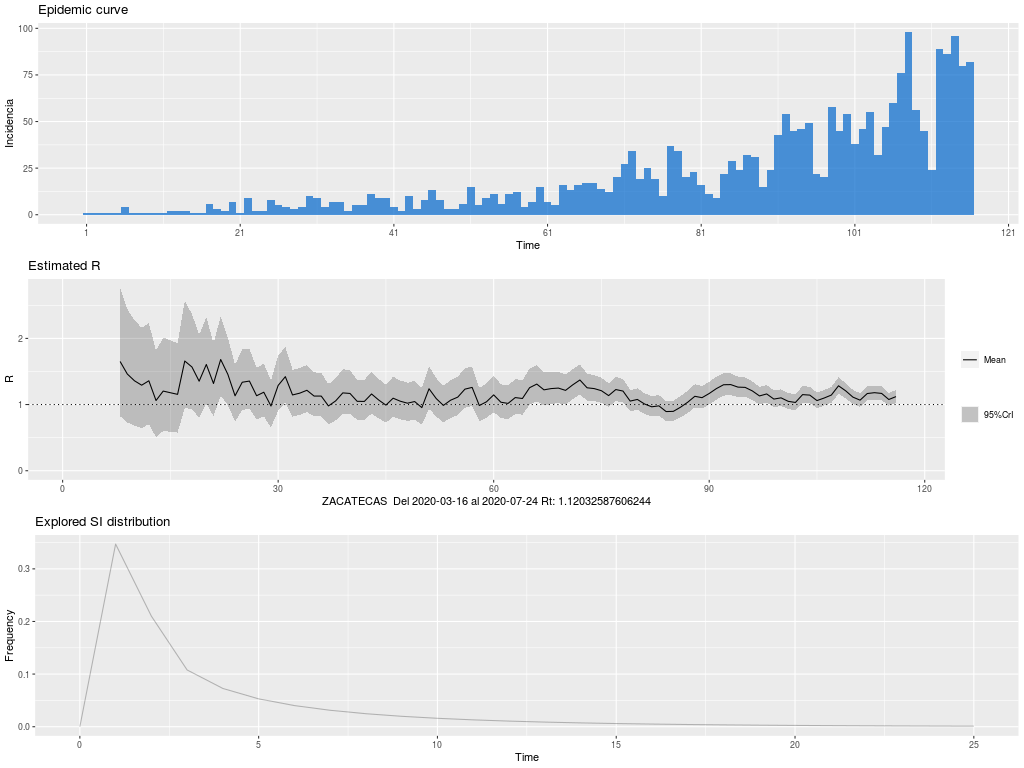 Epidemic curve
100
75
50
25
0
Incidencia
1 21 41 61 81 101 121
Time
Estimated R
2
1
0
R
0 30 60 90 120
ZACATECAS Del 2020-03-16 al 2020-07-24 Rt: 1.12032587606244
Mean
95%CrI
Explored SI distribution
0.3
0.2
0.1
0.0
Frequency
0 5 10 15 20 25
Time